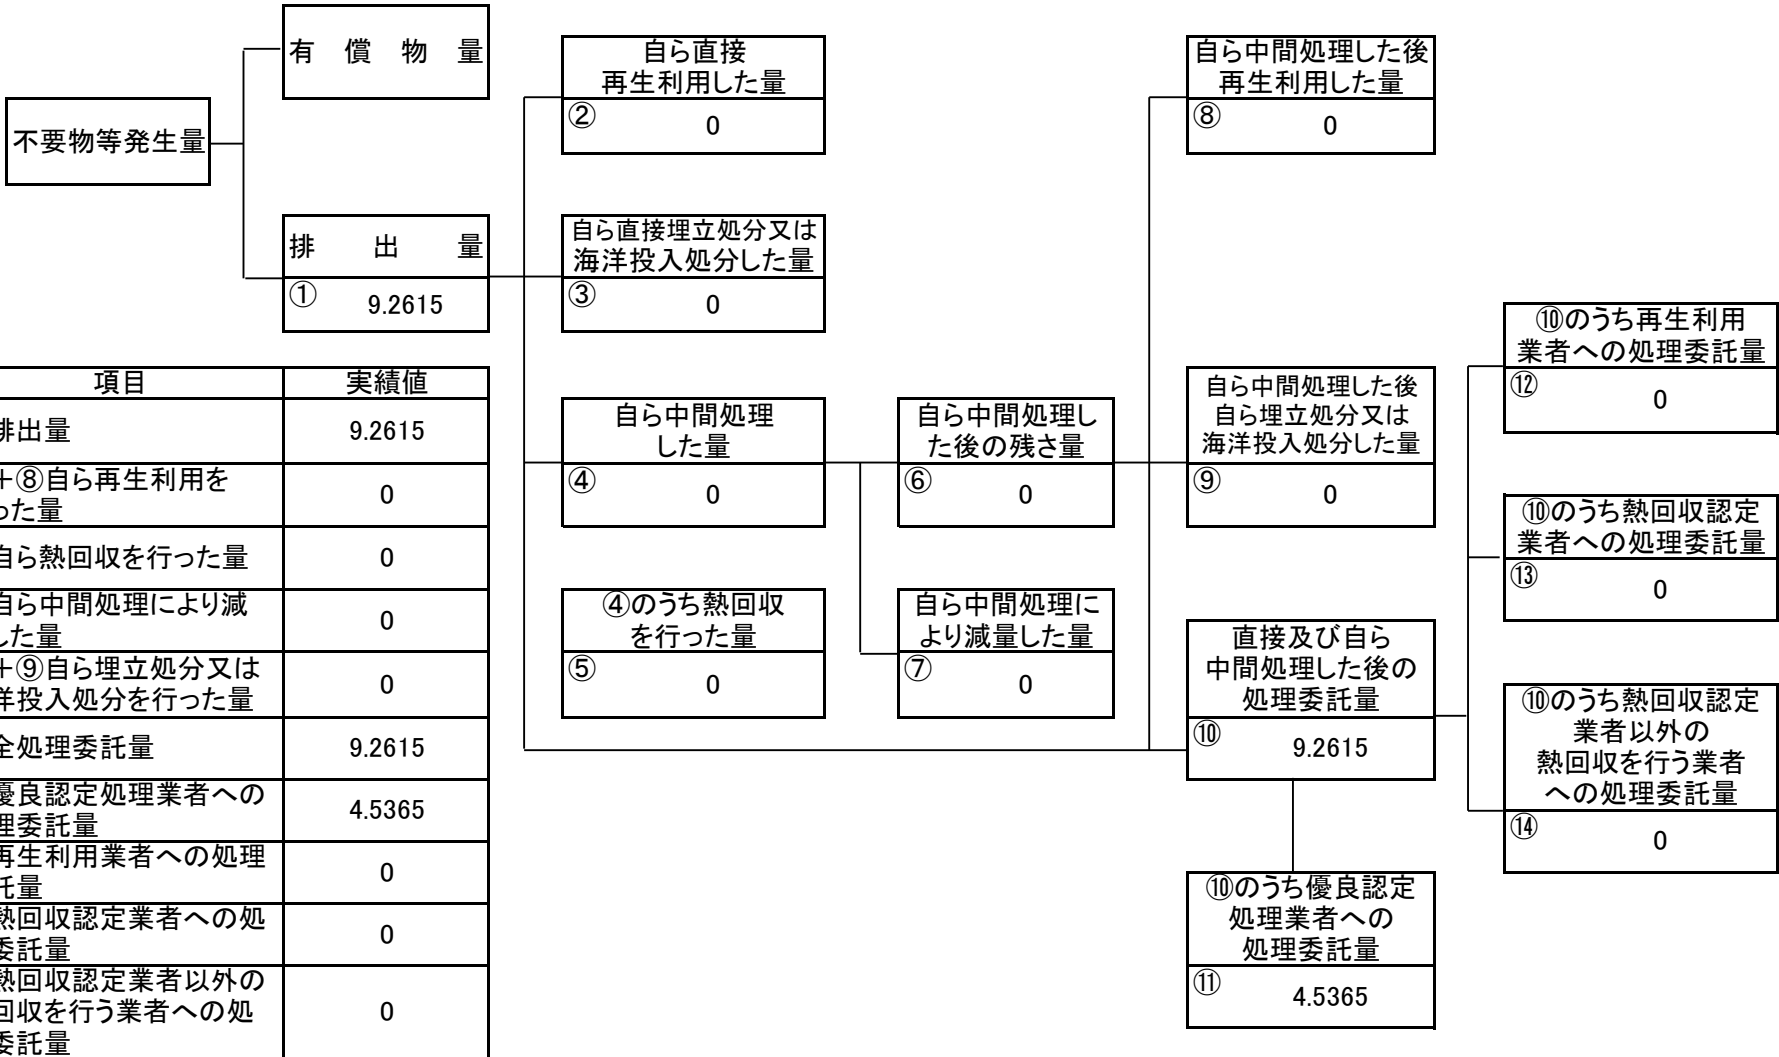 有償物量
不要物等発生量
排出量
①
9.2615
自ら直接
再生利用した量
②
0
自ら直接埋立処分又は
海洋投入処分した量
③
0
自ら中間処理
した量
④
0
④のうち熱回収
を行った量
⑤
0
自ら中間処理し
た後の残さ量
⑥
0
自ら中間処理に
より減量した量
⑦
0
自ら中間処理した後
再生利用した量
⑧
0
自ら中間処理した後
自ら埋立処分又は
海洋投入処分した量
⑨
0
直接及び自ら
中間処理した後の
処理委託量
⑩
9.2615
⑩のうち優良認定
処理業者への
処理委託量
⑪
4.5365
⑩のうち再生利用
業者への処理委託量
⑫
0
⑩のうち熱回収認定
業者への処理委託量
⑬
0
⑩のうち熱回収認定
業者以外の
熱回収を行う業者
への処理委託量
⑭
0
項目 実績値
排出量
9.2615
+⑧自ら再生利用を
った量
0
自ら熱回収を行った量
0
自ら中間処理により減
した量
0
+⑨自ら埋立処分又は
洋投入処分を行った量
0
全処理委託量
9.2615
優良認定処理業者への
理委託量
4.5365
再生利用業者への処理
託量
0
熱回収認定業者への処
委託量
0
熱回収認定業者以外の
回収を行う業者への処
委託量
0